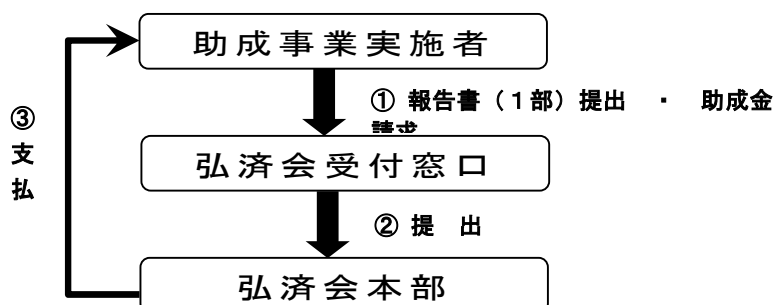 助成事業実施者
① 報告書（１部）提出　・　助成金
請求
弘済会受付窓口
② 提　出
弘済会本部
③
支
払